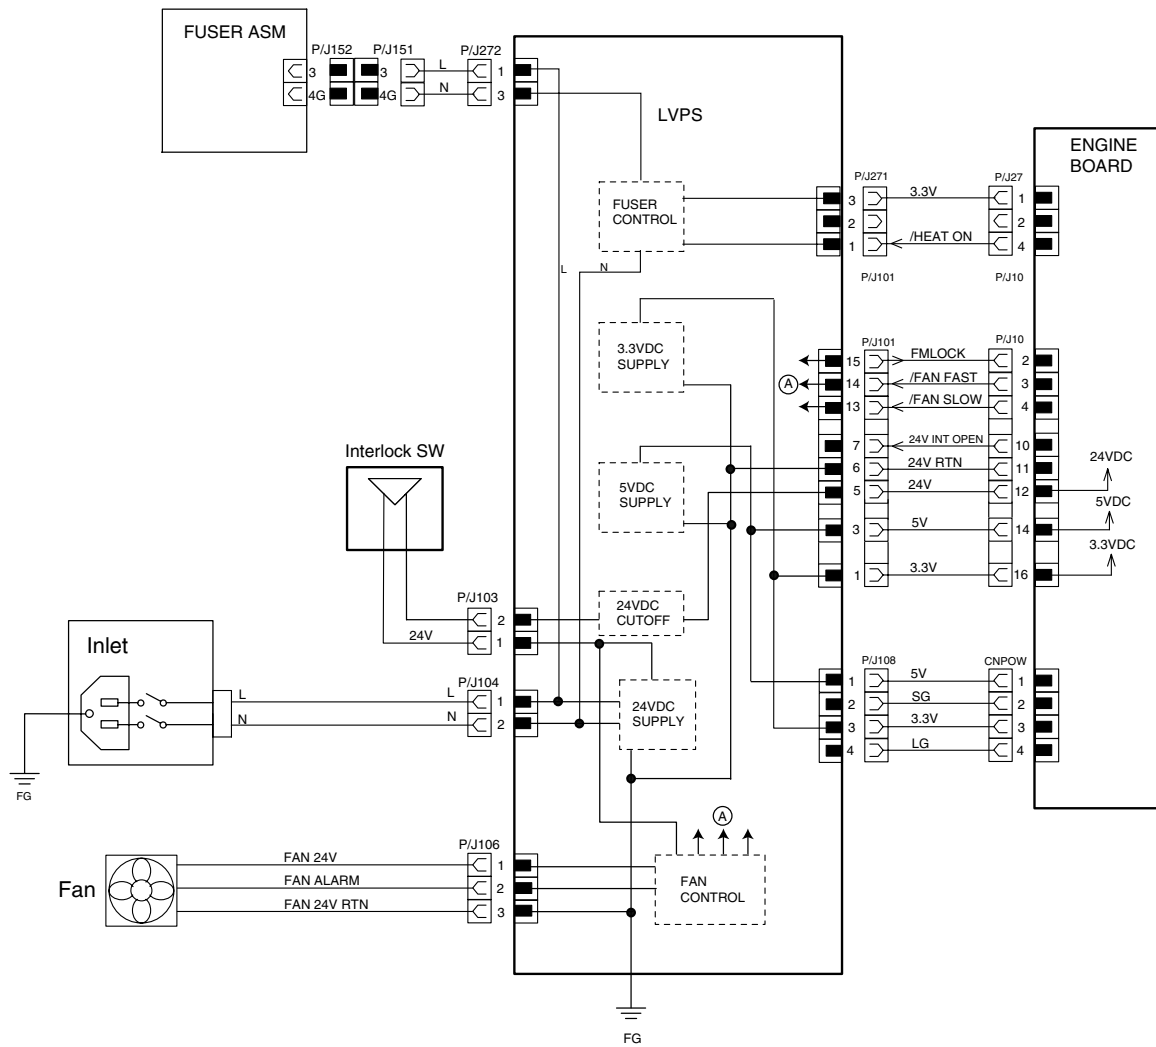 FUSER ASM
P/J152 P/J151 P/J272
3 3 L 1
4G 4G N 3
LVPS
ENGINE
BOARD
P/J271 P/J27
FUSER
CONTROL
3 3.3V 1
2 2
1 /HEAT ON 4
L N
P/J101 P/J10
3.3VDC
SUPPLY
P/J101 P/J10
15 FMLOCK 2
A 14 /FAN FAST 3
13 /FAN SLOW 4
7 24V INT OPEN 10
6 24V RTN 11
5 24V 12
3 5V 14
1 3.3V 16
24VDC
5VDC
3.3VDC
Interlock SW
5VDC
SUPPLY
P/J103
2
24V 1
24VDC
CUTOFF
Inlet
P/J104
L L 1
N N 2
FG
24VDC
SUPPLY
P/J108 CNPOW
1 5V 1
2 SG 2
3 3.3V 3
4 LG 4
A
P/J106
Fan
FAN 24V 1
FAN ALARM 2
FAN 24V RTN 3
FAN
CONTROL
FG